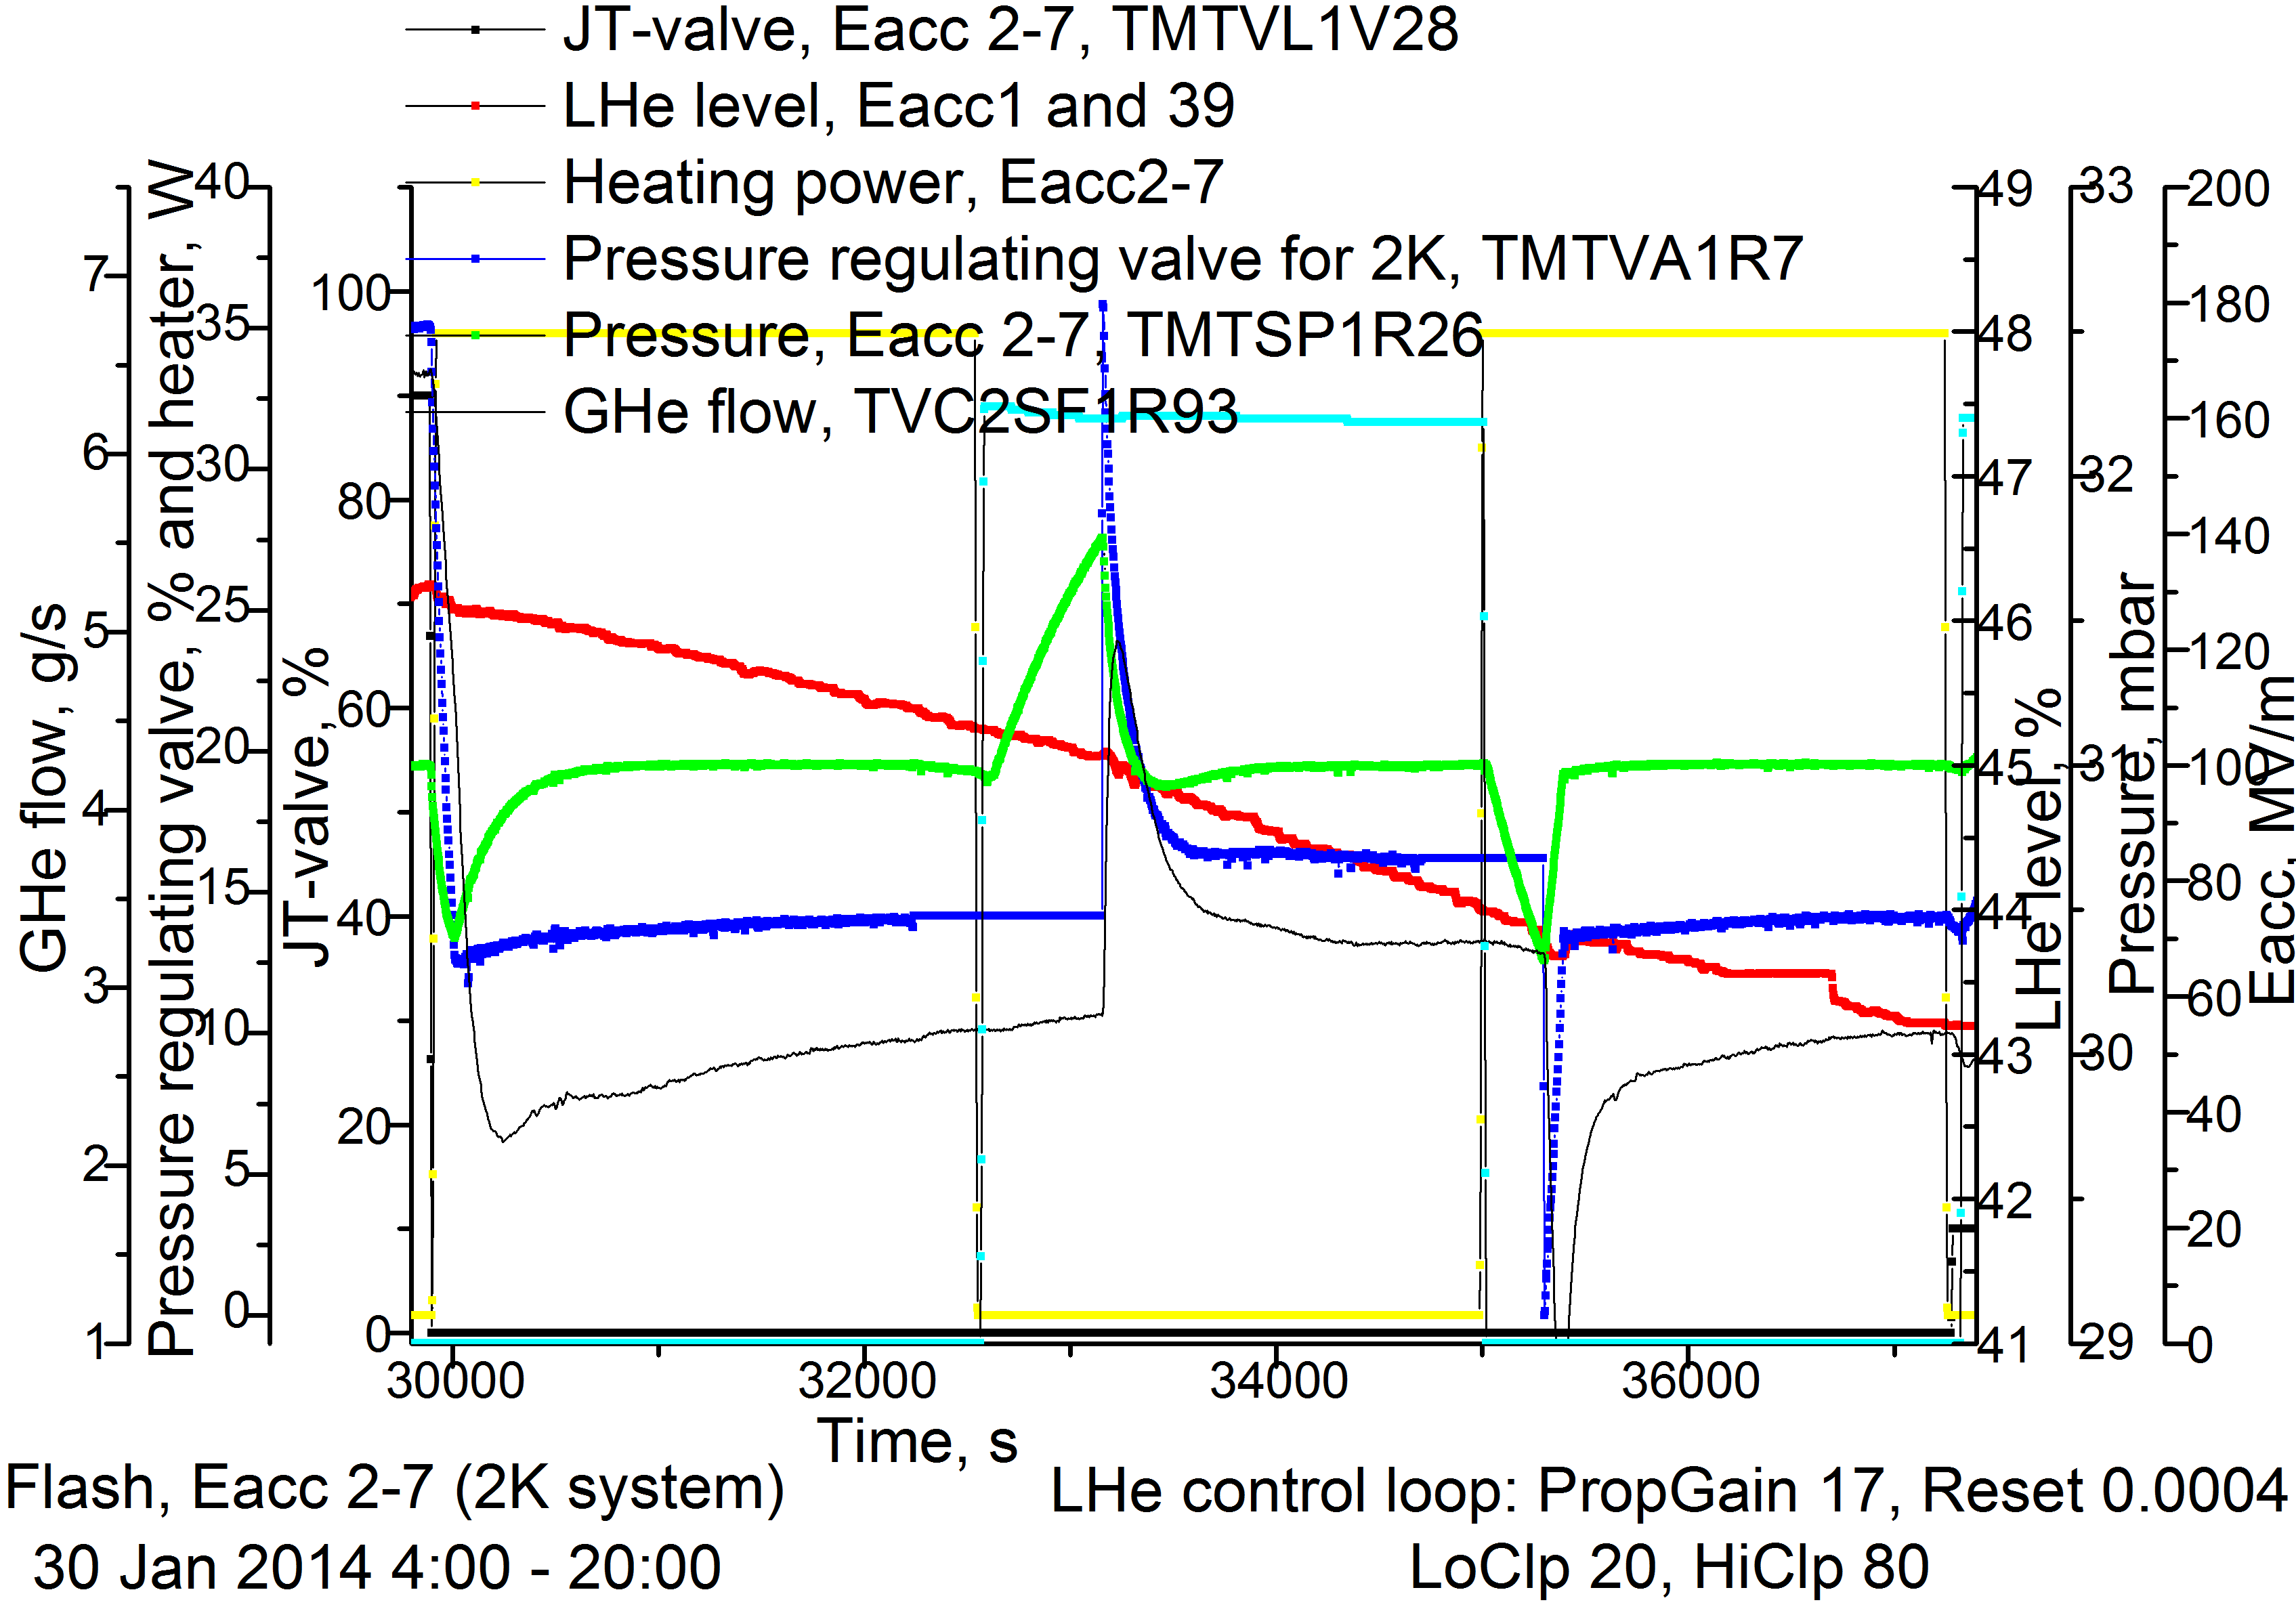 JT-valve, Eacc 2-7, TMTVL1V28
LHe level, Eacc1 and 39
Heating power, Eacc2-7
Pressure regulating valve for 2K, TMTVA1R7
Pressure, Eacc 2-7, TMTSP1R26
GHe flow, TVC2SF1R93
GHe flow, g/s
7
6
5
4
3
2
1
Pressure regulating valve, % and heater, W
40
35
30
25
20
15
10
5
0
JT-valve, %
100
80
60
40
20
0
49
48
47
46
45
44
43
42
41
LHe level, %
33
32
31
30
29
Pressure, mbar
200
180
160
140
120
100
80
60
40
20
0
Eacc, MV/m
30000 32000 34000 36000
Time, s
Flash, Eacc 2-7 (2K system)
30 Jan 2014 4:00 - 20:00
LHe control loop: PropGain 17, Reset 0.0004
LoClp 20, HiClp 80